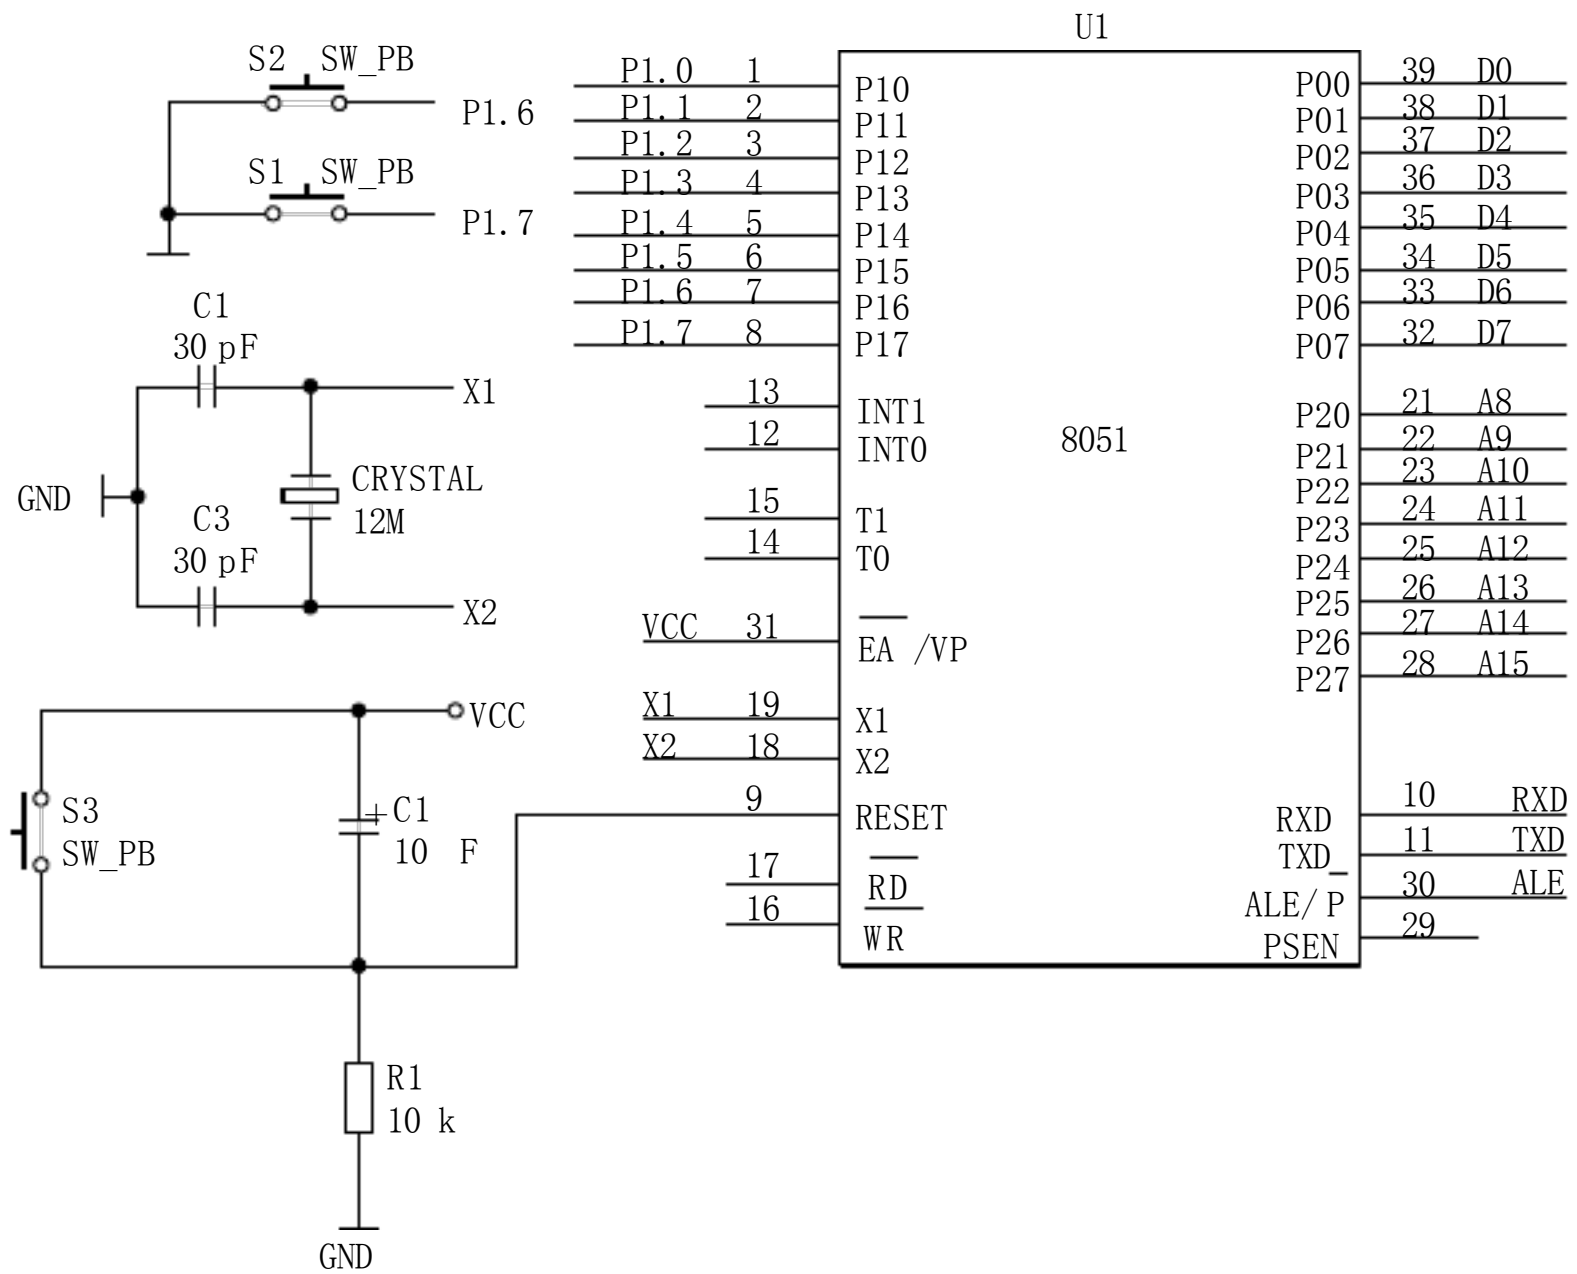 U1
S2 SW_PB
P1.6
S1 SW_PB
P1.7
C1
30 pF
X1
GND
CRYSTAL
12M
C3
30 pF
X2
VCC
S3
SW_PB
+C1
10 F
R1
10 k
GND
P1.0 1 P10
P1.1 2 P11
P1.2 3 P12
P1.3 4 P13
P1.4 5 P14
P1.5 6 P15
P1.6 7 P16
P1.7 8 P17
13 INT1
12 INT0
15 T1
14 T0
VCC 31 EA /VP
X1 19 X1
X2 18 X2
9 RESET
17 RD
16 WR
8051
P00 39 D0
P01 38 D1
P02 37 D2
P03 36 D3
P04 35 D4
P05 34 D5
P06 33 D6
P07 32 D7
P20 21 A8
P21 22 A9
P22 23 A10
P23 24 A11
P24 25 A12
P25 26 A13
P26 27 A14
P27 28 A15
RXD 10 RXD
TXD 11 TXD
ALE/P 30 ALE
PSEN 29